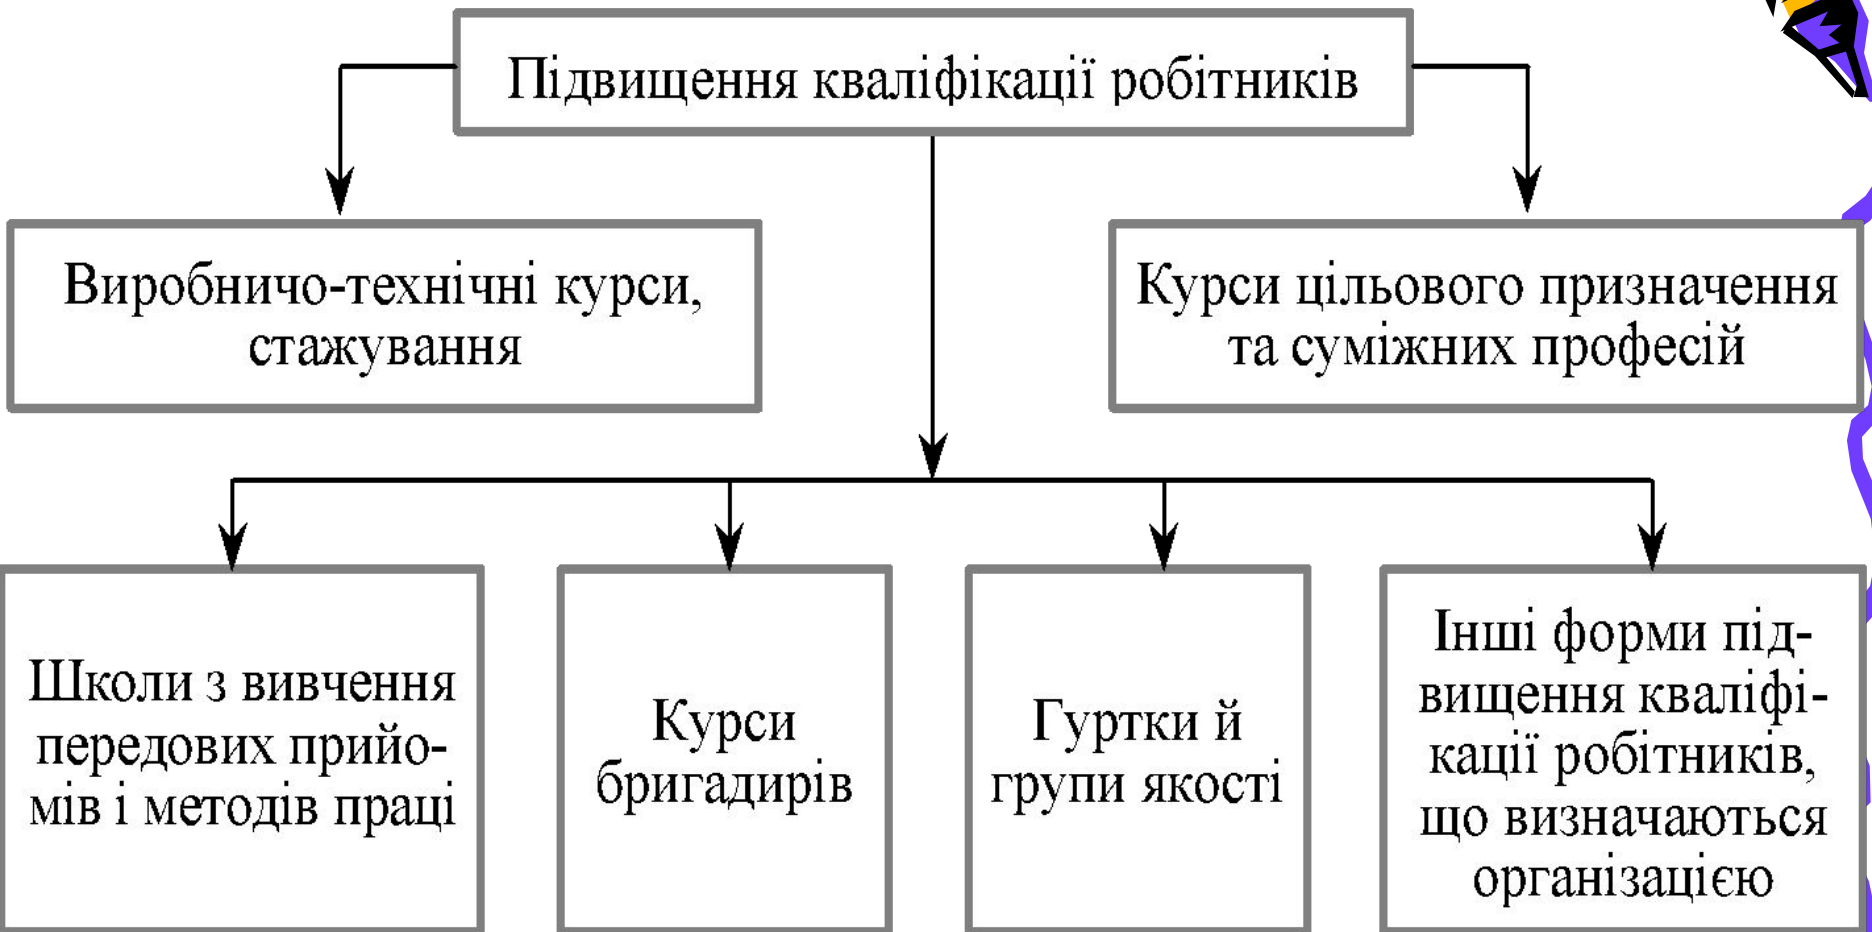 Підвищення кваліфікації робітників
Виробничо-технічні курси,
стажування
Курси цільового призначення
та суміжних професій
Школи з вивчення
передових прийо-
мів і методів праці
Курси
бригадирів
Гуртки й
групи якості
Інші форми під-
вищення кваліфі-
кації робітників,
що визначаються
організацією